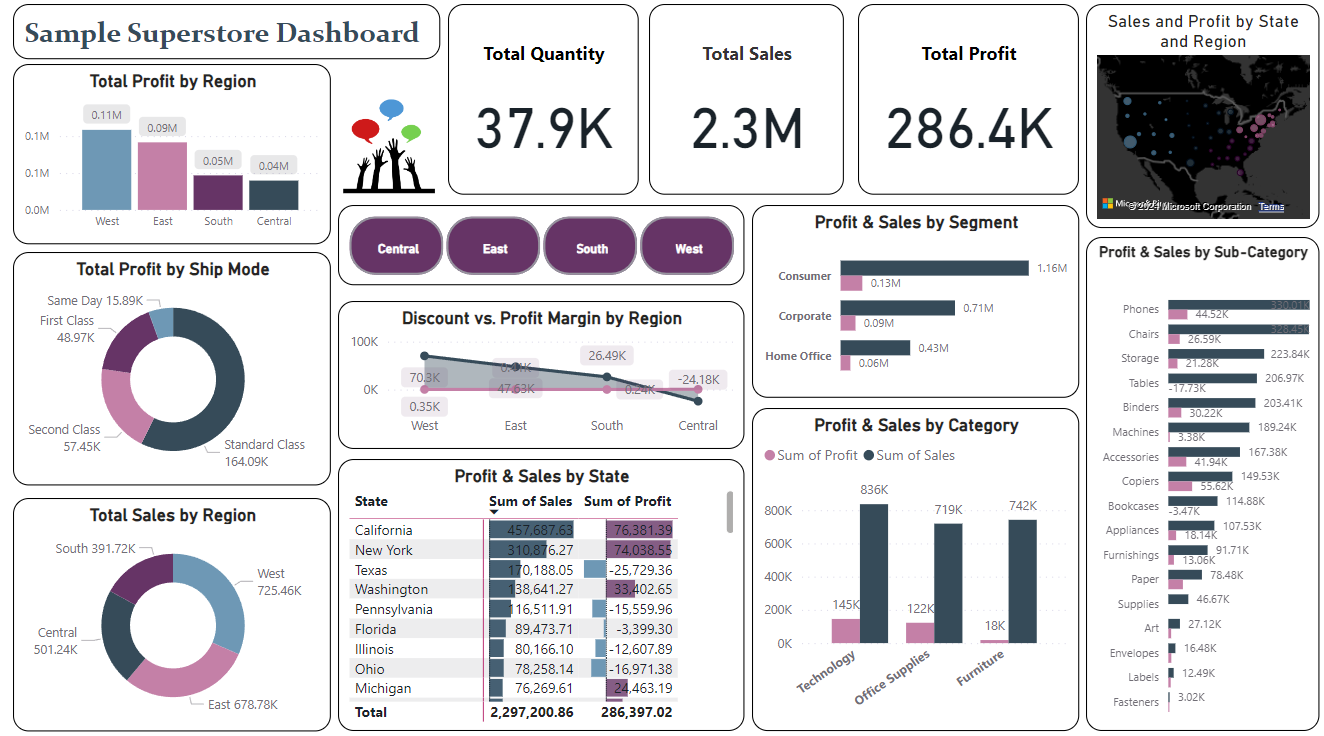 Sample Superstore Dashboard
Total Quantity
37.9K
Total Sales
2.3M
Total Profit
286.4K
Sales and Profit by State
and Region
© 2024 Microsoft Corporation Terms
Total Profit by Region
0.1M
0.1M
0.0M
0.11M
0.09M
0.05M
0.04M
West East South Central
Central East South West
Total Profit by Ship Mode
Same Day 15.89K
First Class
48.97K
Second Class
57.45K
Standard Class
164.09K
Total Sales by Region
South 391.72K
West
725.46K
Central
501.24K
East 678.78K
Discount vs. Profit Margin by Region
100K
0K
70.3K
0.35K
47.63K
26.49K
0.24K
-24.18K
West East South Central
Profit & Sales by State
State Sum of Sales Sum of Profit
California 457,687.63 76,381.39
New York 310,876.27 74,038.55
Texas 170,188.05 -25,729.36
Washington 138,641.27 33,402.65
Pennsylvania 116,511.91 -15,559.96
Florida 89,473.71 -3,399.30
Illinois 80,166.10 -12,607.89
Ohio 78,258.14 -16,971.38
Michigan 76,269.61 24,463.19
Total 2,297,200.86 286,397.02
Profit & Sales by Segment
Consumer 1.16M
0.13M
Corporate 0.71M
0.09M
Home Office 0.43M
0.06M
Profit & Sales by Category
Sum of Profit Sum of Sales
800K
600K
400K
200K
0K
145K
836K
122K
719K
18K
742K
Technology
Office Supplies
Furniture
Profit & Sales by Sub-Category
Phones 330.01K
44.52K
Chairs 328.45K
26.59K
Storage 223.84K
21.28K
Tables 206.97K
-17.73K
Binders 203.41K
30.22K
Machines 189.24K
3.38K
Accessories 167.38K
41.94K
Copiers 149.53K
55.62K
Bookcases 114.88K
-3.47K
Appliances 107.53K
18.14K
Furnishings 91.71K
13.06K
Paper 78.48K
Supplies 46.67K
Art 27.12K
Envelopes 16.48K
Labels 12.49K
Fasteners 3.02K